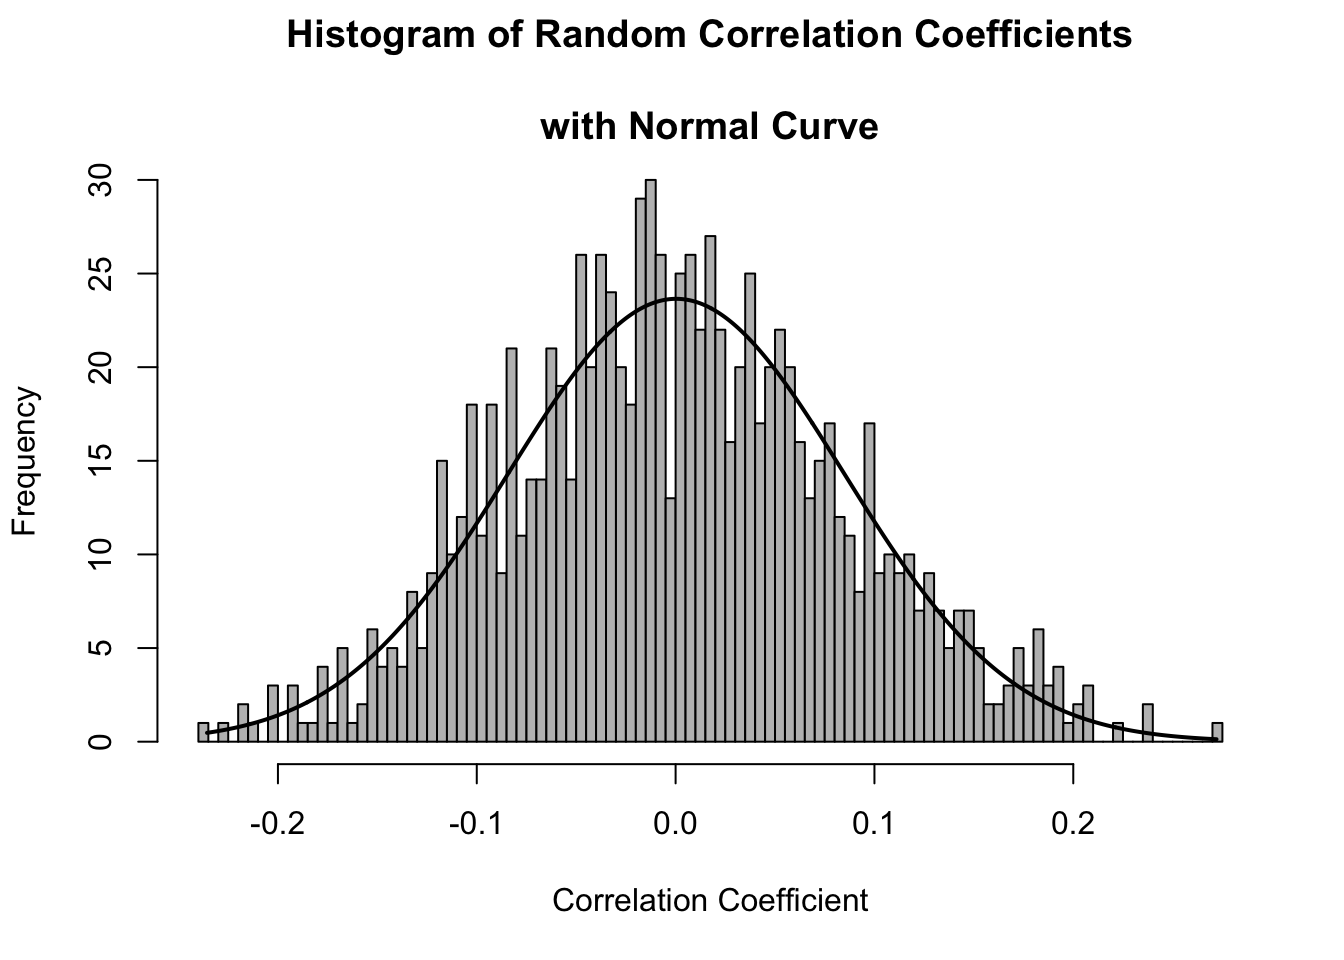 Histogram of Random Correlation Coefficients
with Normal Curve
30
25
20
15
10
5
0
Frequency
-0.2 -0.1 0.0 0.1 0.2
Correlation Coefficient